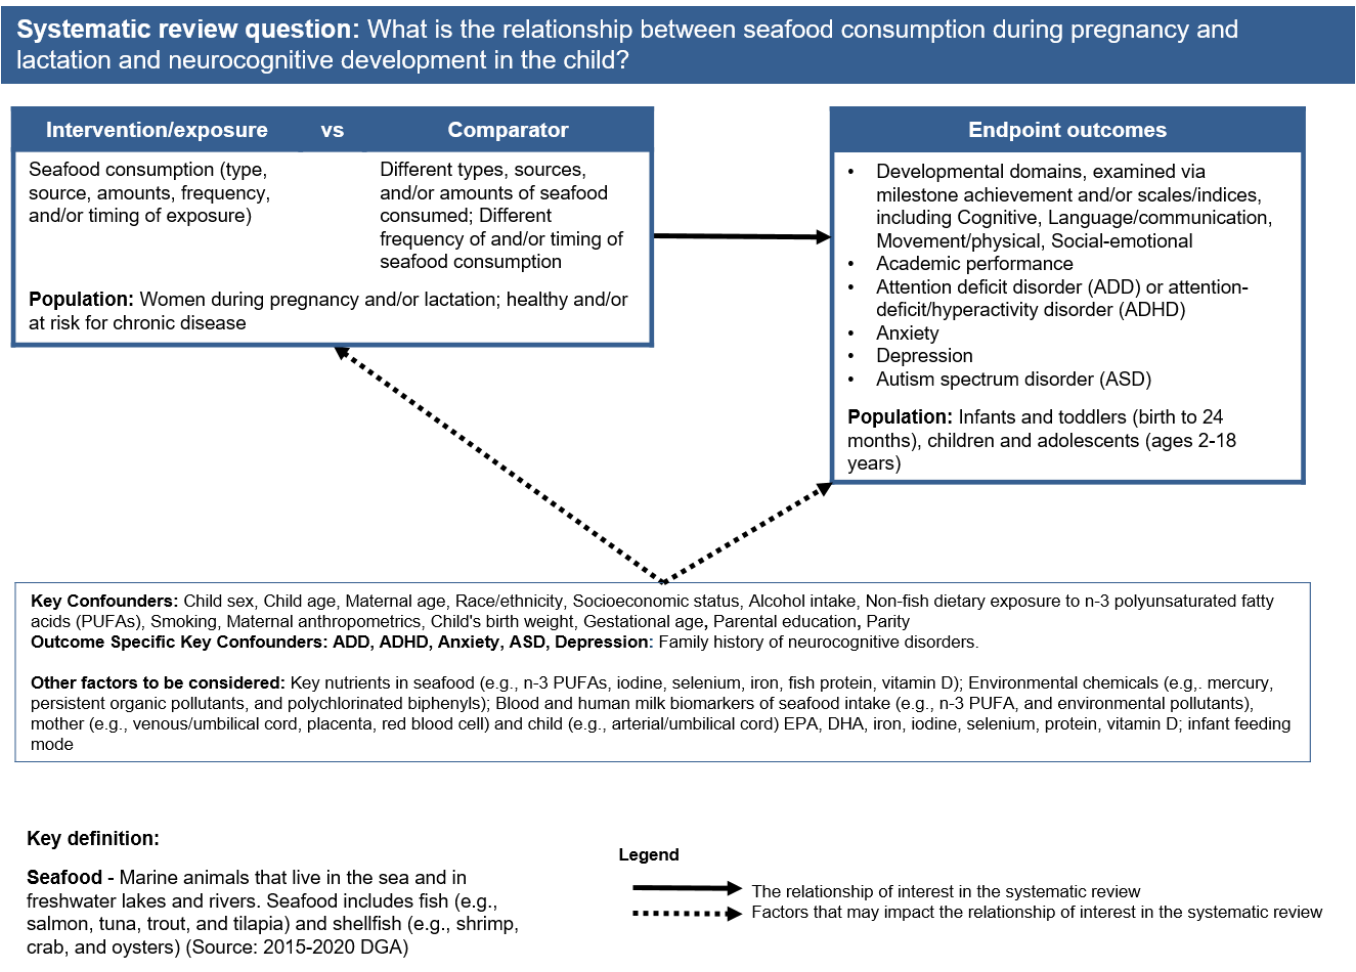 Systematic review question: What is the relationship between seafood consumption during pregnancy and
lactation and neurocognitive development in the child?
Intervention/exposure vs Comparator
Seafood consumption (type,
source, amounts, frequency,
and/or timing of exposure)
Different types, sources,
and/or amounts of seafood
consumed; Different
frequency of and/or timing of
seafood consumption
Population: Women during pregnancy and/or lactation; healthy and/or
at risk for chronic disease
Endpoint outcomes
• Developmental domains, examined via
milestone achievement and/or scales/indices,
including Cognitive, Language/communication,
Movement/physical, Social-emotional
• Academic performance
• Attention deficit disorder (ADD) or attention-
deficit/hyperactivity disorder (ADHD)
• Anxiety
• Depression
• Autism spectrum disorder (ASD)
Population: Infants and toddlers (birth to 24
months), children and adolescents (ages 2-18
years)
Key Confounders: Child sex, Child age, Maternal age, Race/ethnicity, Socioeconomic status, Alcohol intake, Non-fish dietary exposure to n-3 polyunsaturated fatty
acids (PUFAs), Smoking, Maternal anthropometrics, Child's birth weight, Gestational age, Parental education, Parity
Outcome Specific Key Confounders: ADD, ADHD, Anxiety, ASD, Depression: Family history of neurocognitive disorders.
Other factors to be considered: Key nutrients in seafood (e.g., n-3 PUFAs, iodine, selenium, iron, fish protein, vitamin D); Environmental chemicals (e.g,. mercury,
persistent organic pollutants, and polychlorinated biphenyls); Blood and human milk biomarkers of seafood intake (e.g., n-3 PUFA, and environmental pollutants),
mother (e.g., venous/umbilical cord, placenta, red blood cell) and child (e.g., arterial/umbilical cord) EPA, DHA, iron, iodine, selenium, protein, vitamin D; infant feeding
mode
Key definition:
Seafood - Marine animals that live in the sea and in
freshwater lakes and rivers. Seafood includes fish (e.g.,
salmon, tuna, trout, and tilapia) and shellfish (e.g., shrimp,
crab, and oysters) (Source: 2015-2020 DGA)
Legend
The relationship of interest in the systematic review
Factors that may impact the relationship of interest in the systematic review